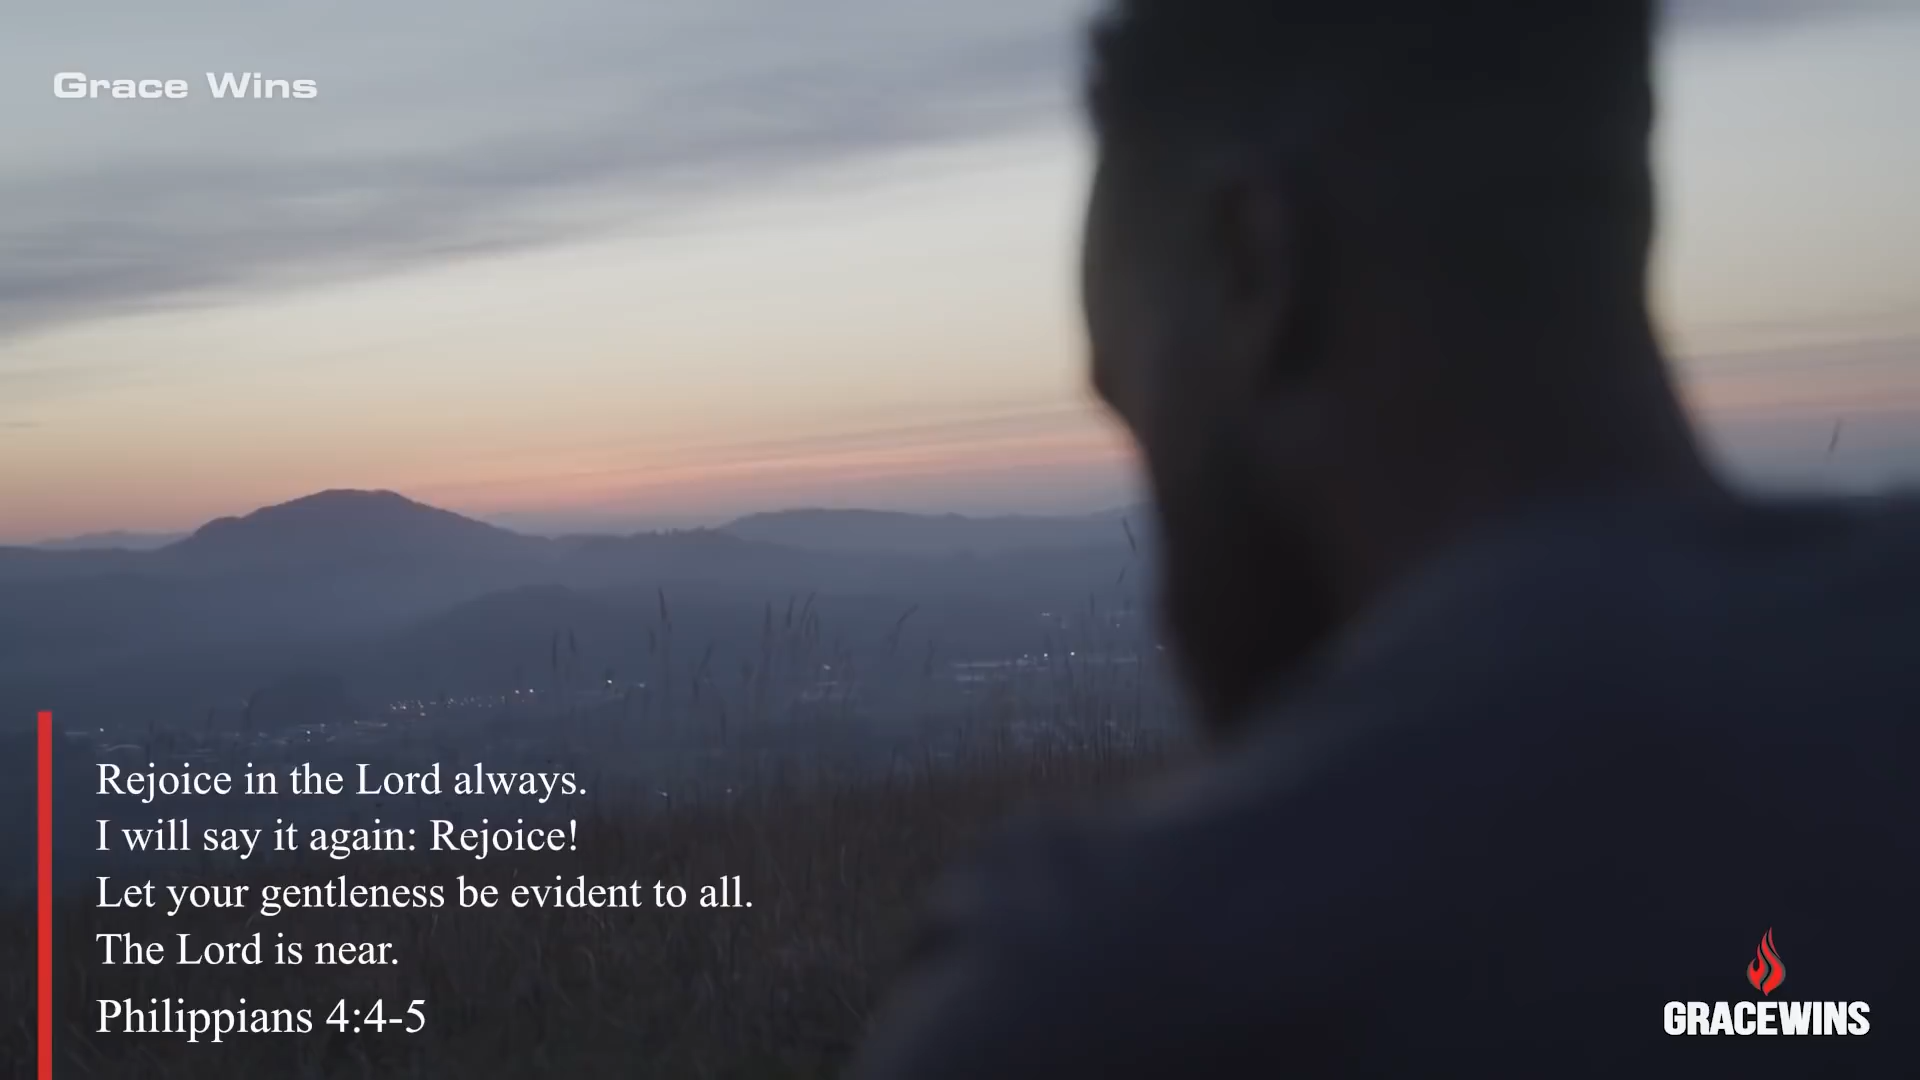 Grace Wins
Rejoice in the Lord always.
I will say it again: Rejoice!
Let your gentleness be evident to all.
The Lord is near.
Philippians 4:4-5
GRACEWINS